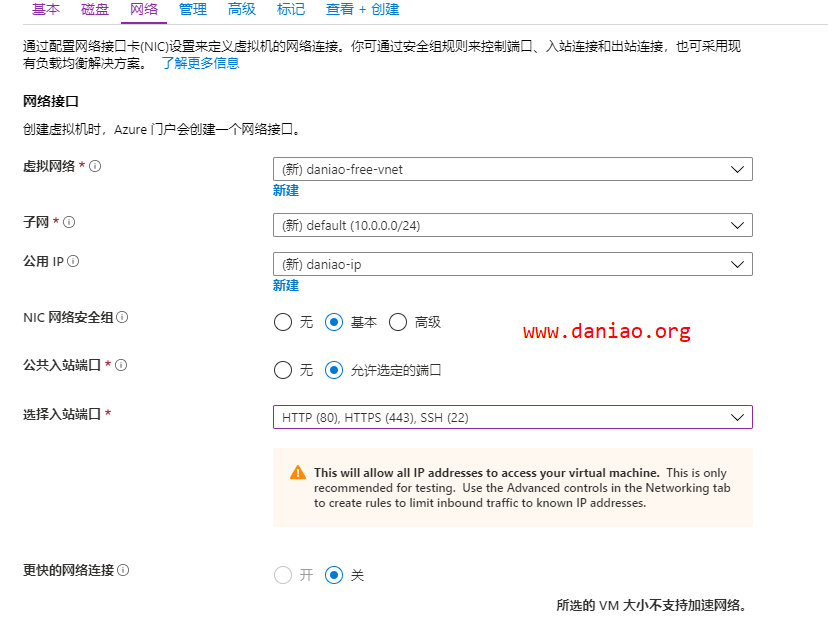 基本 磁盘 网络 管理 高级 标记 查看 + 创建
通过配置网络接口卡(NIC)设置来定义虚拟机的网络连接。你可通过安全组规则来控制端口、入站连接和出站连接，也可采用现
有负载均衡解决方案。 了解更多信息
网络接口
创建虚拟机时，Azure 门户会创建一个网络接口。
虚拟网络 *
(新) daniao-free-vnet
新建
子网 *
(新) default (10.0.0.0/24)
公用 IP
(新) daniao-ip
新建
NIC 网络安全组
无 基本 高级
www.daniao.org
公共入站端口 *
无 允许选定的端口
选择入站端口 *
HTTP (80), HTTPS (443), SSH (22)
This will allow all IP addresses to access your virtual machine. This is only
recommended for testing. Use the Advanced controls in the Networking tab
to create rules to limit inbound traffic to known IP addresses.
更快的网络连接
开 关
所选的 VM 大小不支持加速网络。